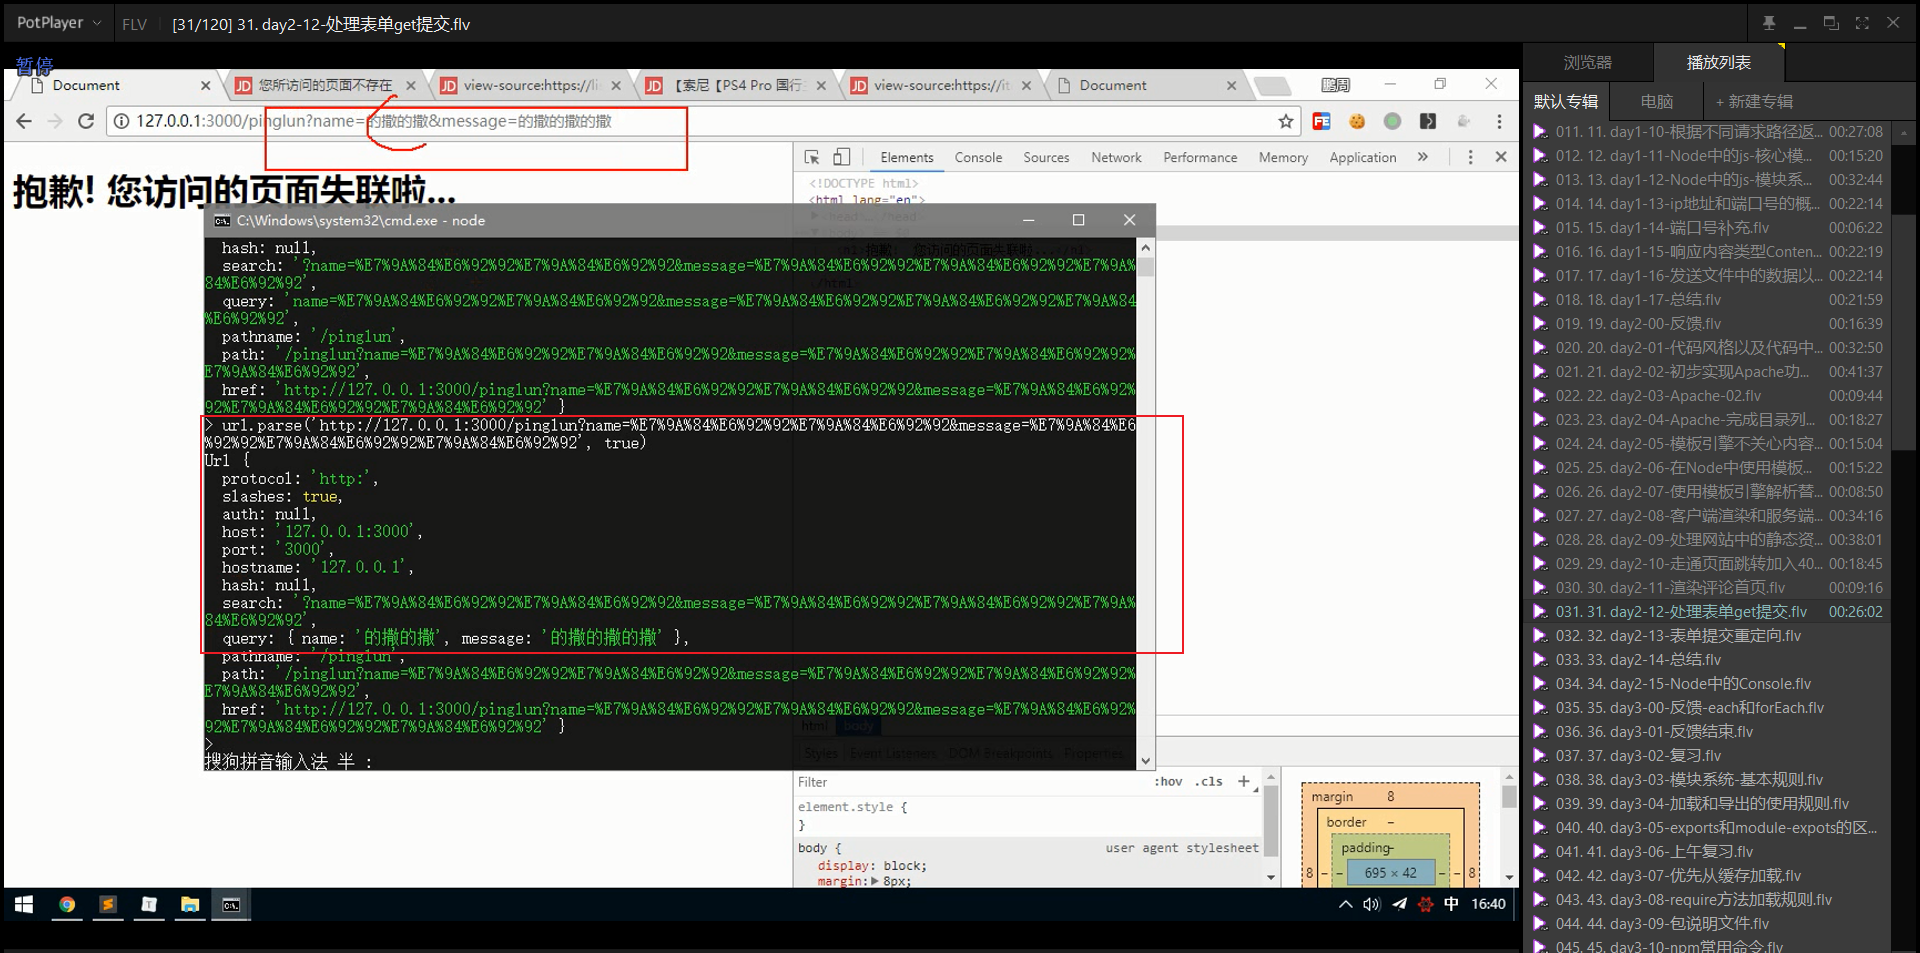 PotPlayer
FLV
[31/120] 31. day2-12-处理表单get提交.flv
暂停
Document
您所访问的页面不存在
view-source:https://li
【索尼【PS4 Pro 国行
view-source:https://it
Document
鹏周
127.0.0.1:3000/pinglun?name=的撒的撒&message=的撒的撒的撒
抱歉! 您访问的页面失联啦...
Elements
Console
Sources
Network
Performance
Memory
Application
»
<!DOCTYPE html>
<html lang="en">
C:\Windows\system32\cmd.exe - node
hash: null,
search: '?name=%E7%9A%84%E6%92%92%E7%9A%84%E6%92%92&message=%E7%9A%84%E6%92%92%E7%9A%84%E6%92%92%E7%9A%
84%E6%92%92',
query: 'name=%E7%9A%84%E6%92%92%E7%9A%84%E6%92%92&message=%E7%9A%84%E6%92%92%E7%9A%84%E6%92%92%E7%9A%84
%E6%92%92',
pathname: '/pinglun',
path: '/pinglun?name=%E7%9A%84%E6%92%92%E7%9A%84%E6%92%92&message=%E7%9A%84%E6%92%92%E7%9A%84%E6%92%92%
E7%9A%84%E6%92%92',
href: 'http://127.0.0.1:3000/pinglun?name=%E7%9A%84%E6%92%92%E7%9A%84%E6%92%92&message=%E7%9A%84%E6%92%
92%E7%9A%84%E6%92%92%E7%9A%84%E6%92%92' }
> url.parse('http://127.0.0.1:3000/pinglun?name=%E7%9A%84%E6%92%92%E7%9A%84%E6%92%92&message=%E7%9A%84%E6
%92%92%E7%9A%84%E6%92%92%E7%9A%84%E6%92%92', true)
Url {
protocol: 'http:',
slashes: true,
auth: null,
host: '127.0.0.1:3000',
port: '3000',
hostname: '127.0.0.1',
hash: null,
search: '?name=%E7%9A%84%E6%92%92%E7%9A%84%E6%92%92&message=%E7%9A%84%E6%92%92%E7%9A%84%E6%92%92%E7%9A%
84%E6%92%92',
query: { name: '的撒的撒', message: '的撒的撒的撒' },
pathname: '/pinglun',
path: '/pinglun?name=%E7%9A%84%E6%92%92%E7%9A%84%E6%92%92&message=%E7%9A%84%E6%92%92%E7%9A%84%E6%92%92%
E7%9A%84%E6%92%92',
href: 'http://127.0.0.1:3000/pinglun?name=%E7%9A%84%E6%92%92%E7%9A%84%E6%92%92&message=%E7%9A%84%E6%92%
92%E7%9A%84%E6%92%92%E7%9A%84%E6%92%92' }
>
搜狗拼音输入法 半 :
html body
Styles Event Listeners DOM Breakpoints Properties
Filter
:hov .cls +
element.style {
}
body {
user agent stylesheet
display: block;
margin:▶ 8px;
margin 8
border –
padding–
8 – – 695 × 42 – – 8
中
16:40
浏览器
播放列表
默认专辑
电脑
+ 新建专辑
011. 11. day1-10-根据不同请求路径返... 00:27:08
012. 12. day1-11-Node中的js-核心模... 00:15:20
013. 13. day1-12-Node中的js-模块系... 00:32:44
014. 14. day1-13-ip地址和端口号的概... 00:22:14
015. 15. day1-14-端口号补充.flv 00:06:22
016. 16. day1-15-响应内容类型Conten... 00:22:19
017. 17. day1-16-发送文件中的数据以... 00:22:14
018. 18. day1-17-总结.flv 00:21:59
019. 19. day2-00-反馈.flv 00:16:39
020. 20. day2-01-代码风格以及代码中... 00:32:50
021. 21. day2-02-初步实现Apache功... 00:41:37
022. 22. day2-03-Apache-02.flv 00:09:44
023. 23. day2-04-Apache-完成目录列... 00:18:27
024. 24. day2-05-模板引擎不关心内容... 00:15:04
025. 25. day2-06-在Node中使用模板... 00:15:22
026. 26. day2-07-使用模板引擎解析替... 00:08:50
027. 27. day2-08-客户端渲染和服务端... 00:34:16
028. 28. day2-09-处理网站中的静态资... 00:38:01
029. 29. day2-10-走通页面跳转加入40... 00:18:45
030. 30. day2-11-渲染评论首页.flv 00:09:16
031. 31. day2-12-处理表单get提交.flv 00:26:02
032. 32. day2-13-表单提交重定向.flv
033. 33. day2-14-总结.flv
034. 34. day2-15-Node中的Console.flv
035. 35. day3-00-反馈-each和forEach.flv
036. 36. day3-01-反馈结束.flv
037. 37. day3-02-复习.flv
038. 38. day3-03-模块系统-基本规则.flv
039. 39. day3-04-加载和导出的使用规则.flv
040. 40. day3-05-exports和module-expots的区...
041. 41. day3-06-上午复习.flv
042. 42. day3-07-优先从缓存加载.flv
043. 43. day3-08-require方法加载规则.flv
044. 44. day3-09-包说明文件.flv
045. 45. day3-10-npm常用命令.flv